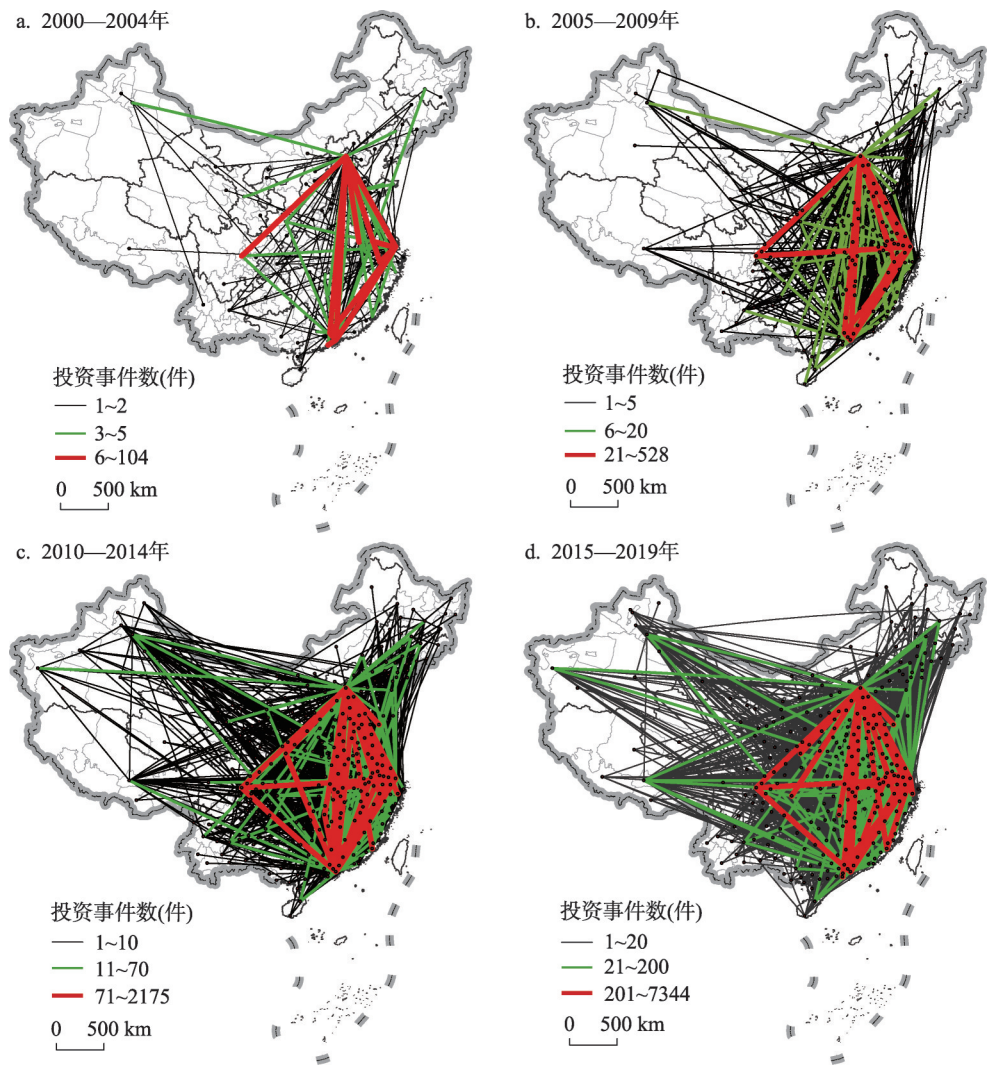 a. 2000—2004年
投资事件数(件)
1~2
3~5
6~104
0 500 km
b. 2005—2009年
投资事件数(件)
1~5
6~20
21~528
0 500 km
c. 2010—2014年
投资事件数(件)
1~10
11~70
71~2175
0 500 km
d. 2015—2019年
投资事件数(件)
1~20
21~200
201~7344
0 500 km